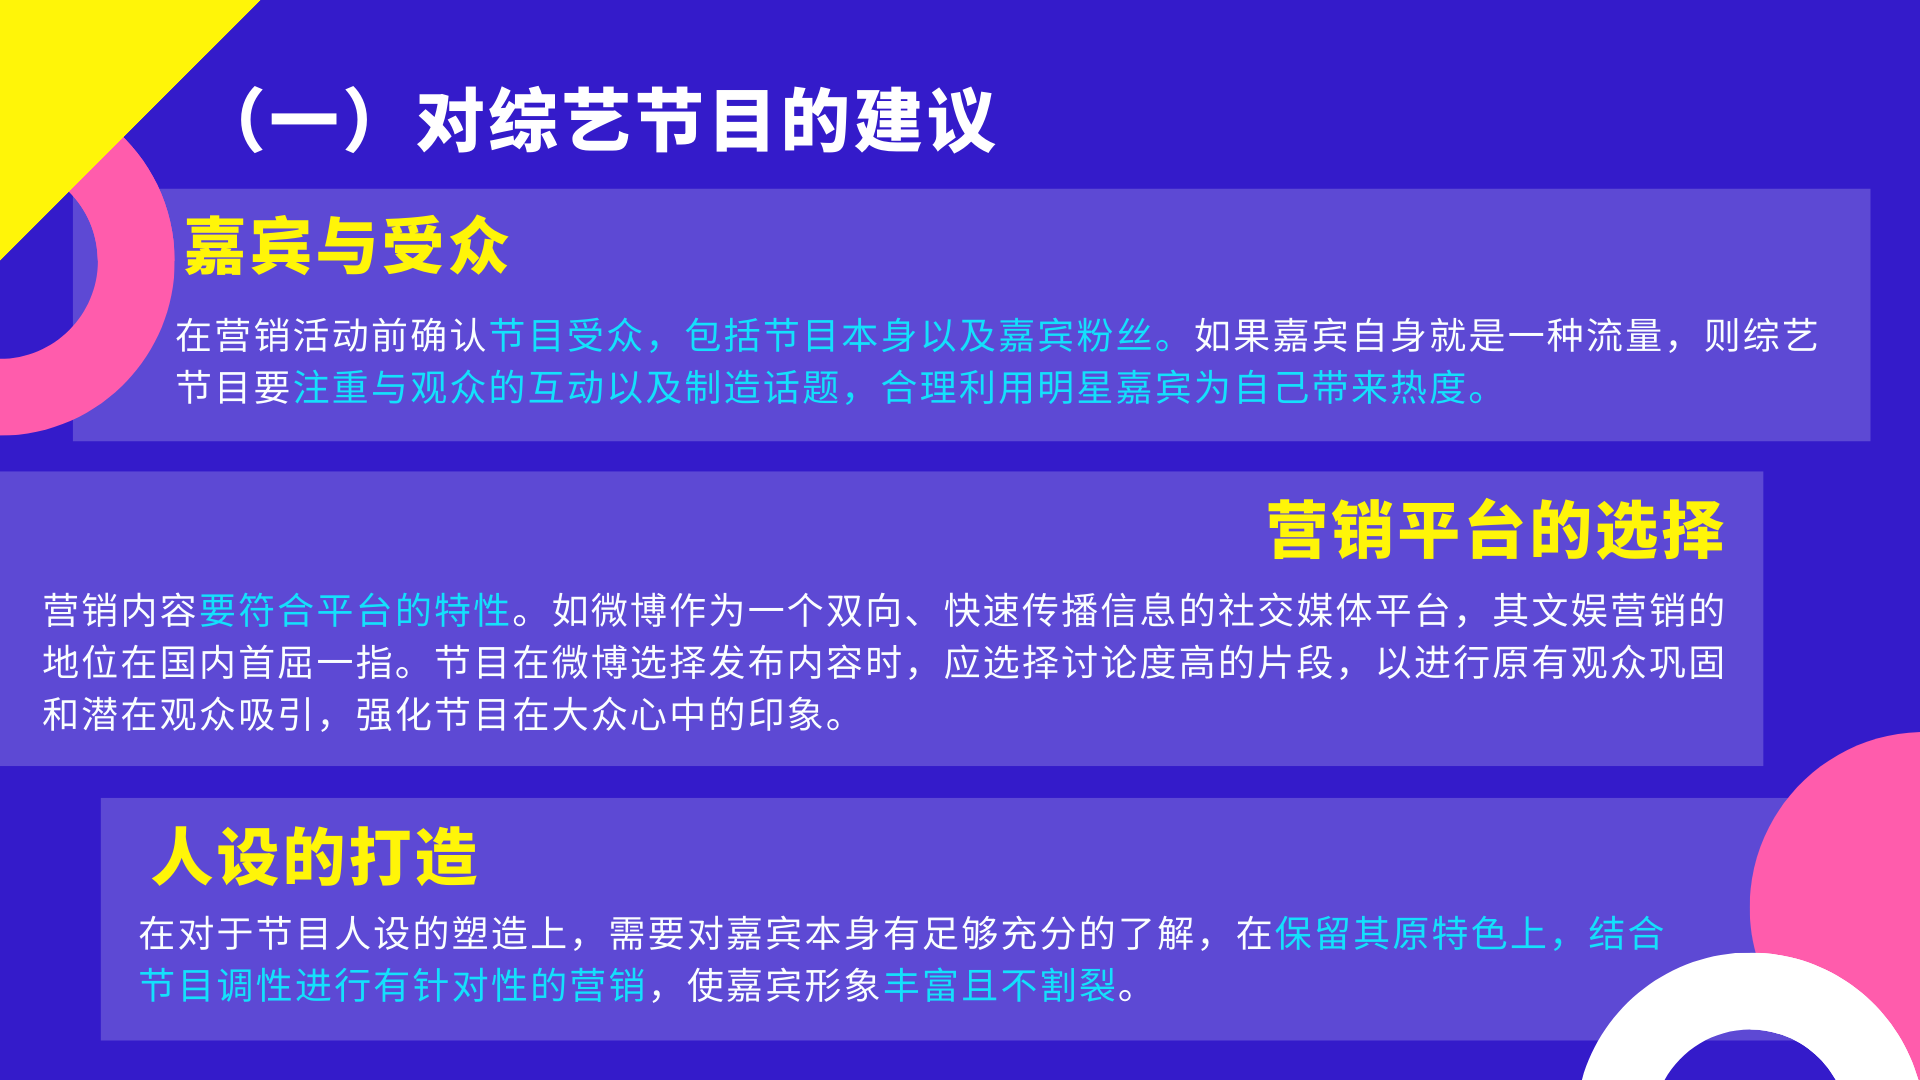 （一）对综艺节目的建议
嘉宾与受众
在营销活动前确认节目受众，包括节目本身以及嘉宾粉丝。如果嘉宾自身就是一种流量，则综艺
节目要注重与观众的互动以及制造话题，合理利用明星嘉宾为自己带来热度。
营销平台的选择
营销内容要符合平台的特性。如微博作为一个双向、快速传播信息的社交媒体平台，其文娱营销的
地位在国内首屈一指。节目在微博选择发布内容时，应选择讨论度高的片段，以进行原有观众巩固
和潜在观众吸引，强化节目在大众心中的印象。
人设的打造
在对于节目人设的塑造上，需要对嘉宾本身有足够充分的了解，在保留其原特色上，结合
节目调性进行有针对性的营销，使嘉宾形象丰富且不割裂。